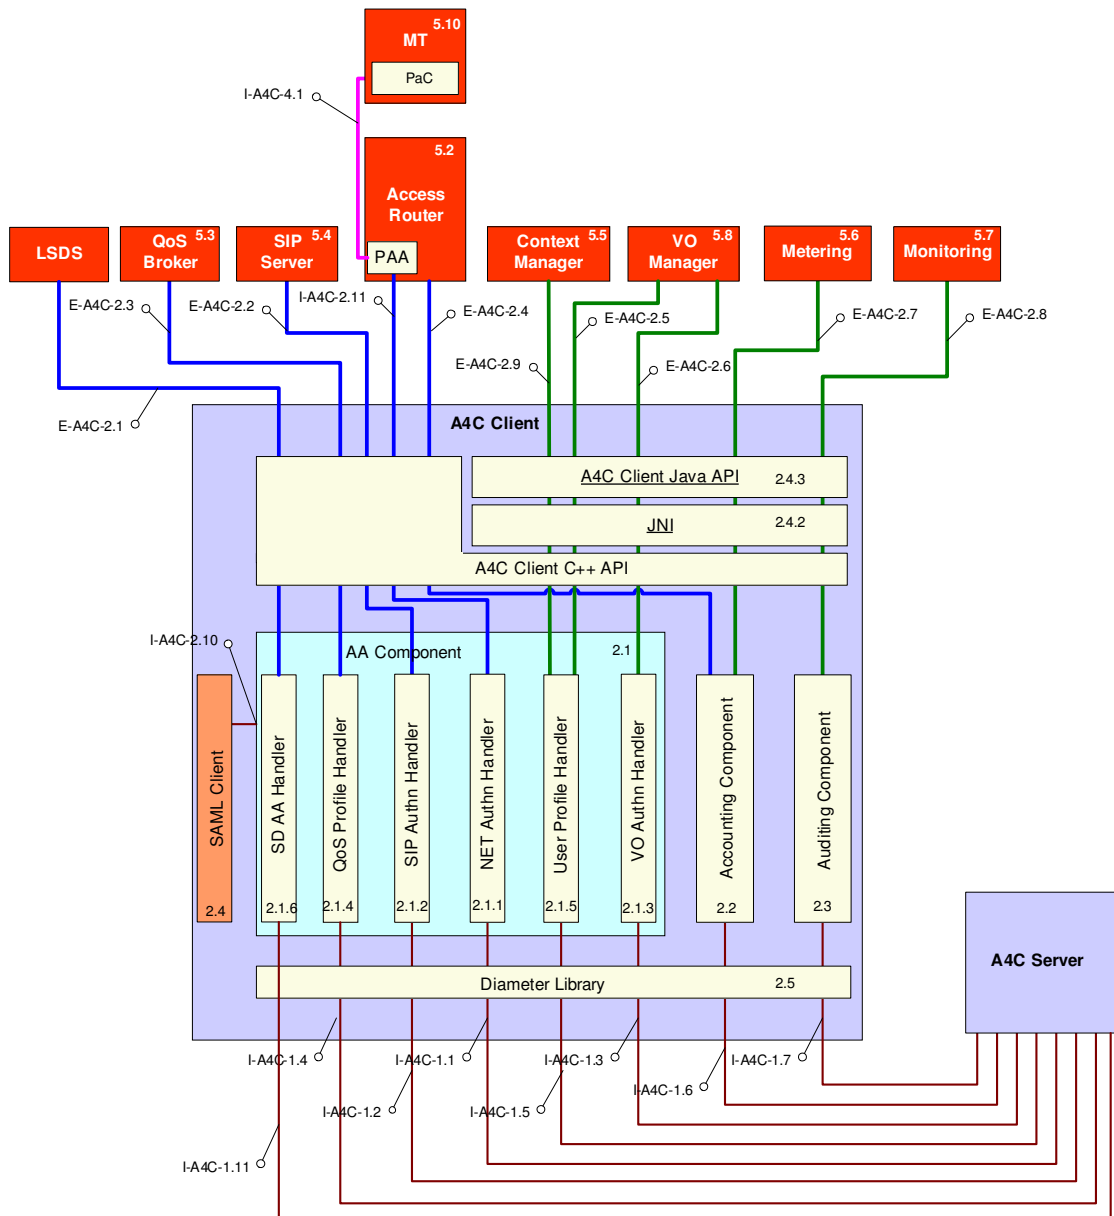 5.10
MT
PaC
I-A4C-4.1
5.2
Access
Router
PAA
LSDS
5.3
QoS
Broker
5.4
SIP
Server
5.5
Context
Manager
5.8
VO
Manager
5.6
Metering
5.7
Monitoring
E-A4C-2.3
E-A4C-2.2
I-A4C-2.11
E-A4C-2.4
E-A4C-2.5
E-A4C-2.7
E-A4C-2.8
E-A4C-2.9
E-A4C-2.6
E-A4C-2.1
A4C Client
A4C Client Java API
2.4.3
JNI
2.4.2
A4C Client C++ API
I-A4C-2.10
AA Component
2.1
SAML Client
2.4
SD AA Handler
2.1.6
QoS Profile Handler
2.1.4
SIP Authn Handler
2.1.2
NET Authn Handler
2.1.1
User Profile Handler
2.1.5
VO Authn Handler
2.1.3
Accounting Component
2.2
Auditing Component
2.3
A4C Server
Diameter Library
2.5
I-A4C-1.4
I-A4C-1.1
I-A4C-1.3
I-A4C-1.7
I-A4C-1.6
I-A4C-1.2
I-A4C-1.5
I-A4C-1.11